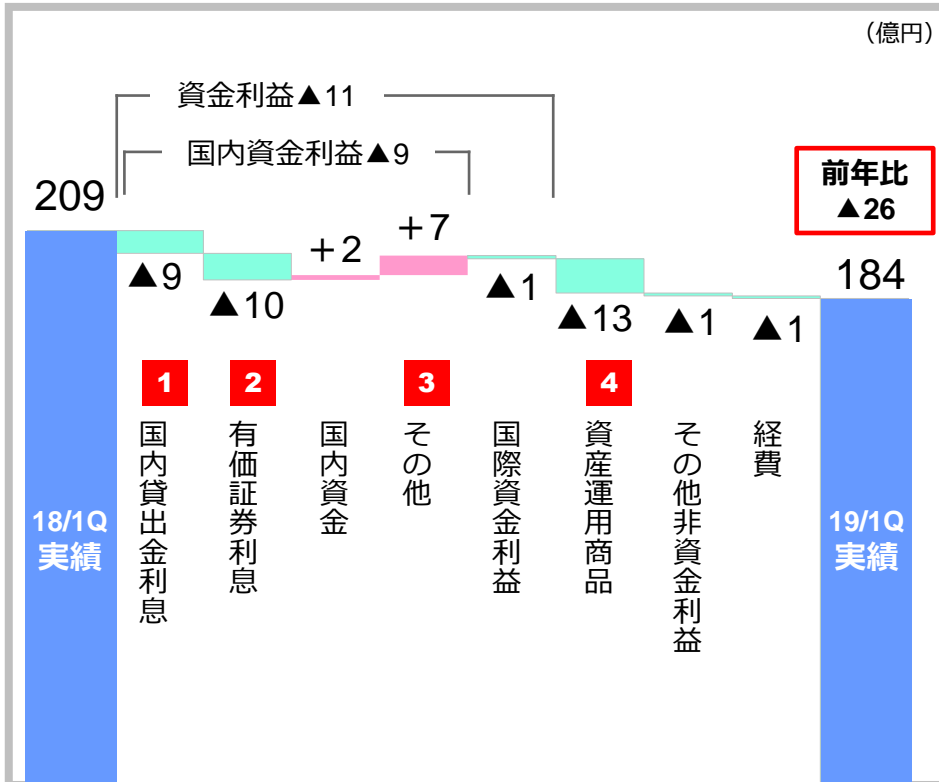 （億円）
資金利益▲11
国内資金利益▲9
前年比
▲26
209
＋2
＋7
184
▲9
▲10
▲1
▲13
▲1
▲1
1
2
3
4
国内貸出金利息
有価証券利息
国内資金
その他
国際資金利益
資産運用商品
その他非資金利益
経費
18/1Q
実績
19/1Q
実績